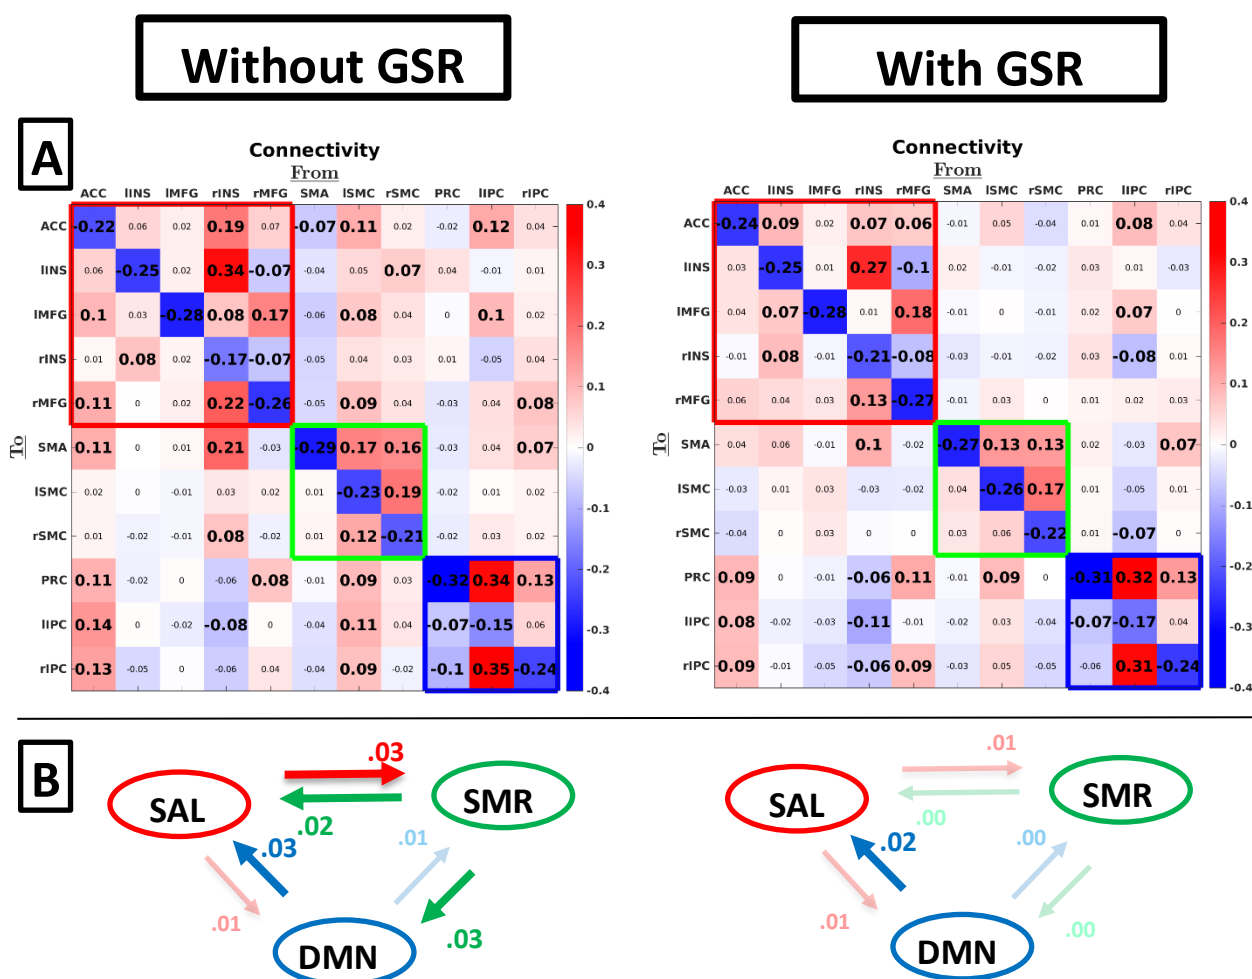 Without GSR
With GSR
A
Connectivity
From
ACC lINS lMFG rINS rMFG SMA lSMC rSMC PRC lIPC rIPC
ACC -0.22 0.06 0.02 0.19 0.07 -0.07 0.11 0.02 -0.02 0.12 0.04
lINS 0.06 -0.25 0.02 0.34 -0.07 -0.04 0.05 0.07 0.04 -0.01 0.01
lMFG 0.1 0.03 -0.28 0.08 0.17 -0.06 0.08 0.04 0 0.1 0.02
rINS 0.01 0.08 0.02 -0.17 -0.07 -0.05 0.04 0.03 0.01 -0.05 0.04
rMFG 0.11 0 0.02 0.22 -0.26 -0.05 0.09 0.04 -0.03 0.04 0.08
To
SMA 0.11 0 0 0.21 -0.03 -0.29 0.17 0.16 -0.03 0.04 0.07
lSMC 0.02 0 -0.01 0.03 0.02 0.01 -0.23 0.19 -0.02 0.01 0.02
rSMC 0.01 -0.02 -0.01 0.08 -0.02 0.01 0.12 -0.21 -0.02 0.03 0.02
PRC 0.11 -0.02 0 -0.06 0.08 -0.01 0.09 0.03 -0.32 0.34 0.13
lIPC 0.14 0 -0.02 -0.08 0 -0.04 0.11 0.04 -0.07 -0.15 0.06
rIPC 0.13 -0.05 0 -0.06 0.04 -0.04 0.09 -0.02 -0.1 0.35 -0.24
0.4
0.3
0.2
0.1
0
-0.1
-0.2
-0.3
-0.4
Connectivity
From
ACC lINS lMFG rINS rMFG SMA lSMC rSMC PRC lIPC rIPC
ACC -0.24 0.09 0.02 0.07 0.06 -0.01 0.05 -0.04 0.01 0.08 0.04
lINS 0.03 -0.25 0.01 0.27 -0.1 0.02 -0.01 -0.02 0.03 0.01 -0.03
lMFG 0.04 0.07 -0.28 0.01 0.18 -0.01 0 -0.01 0.02 0.07 0
rINS -0.01 0.08 -0.01 -0.21 -0.08 -0.03 -0.01 -0.02 0.03 -0.08 0.01
rMFG 0.06 0.04 0.03 0.13 -0.27 -0.01 0.03 0 0.01 0.02 0.03
To
SMA 0.04 0.06 -0.01 0.1 -0.02 -0.27 0.13 0.13 0.02 -0.03 0.07
lSMC -0.03 0.01 0.03 -0.03 -0.02 0.04 -0.26 0.17 0.01 -0.05 0.01
rSMC -0.04 0 0.03 0 0 0.03 0.06 -0.22 0.01 -0.07 0
PRC 0.09 -0.01 0.01 -0.06 0.11 -0.01 0.09 0 -0.31 0.32 0.13
lIPC 0.08 -0.02 -0.03 -0.11 -0.01 -0.02 0.03 -0.04 -0.07 -0.17 0.04
rIPC 0.09 -0.01 -0.05 -0.06 0.09 -0.03 0.05 -0.05 -0.06 0.31 -0.24
0.4
0.3
0.2
0.1
0
-0.1
-0.2
-0.3
-0.4
B
SAL
.03
SMR
.02
.03
.01
.01
.03
DMN
SAL
.01
SMR
.00
.02
.00
.01
.00
DMN